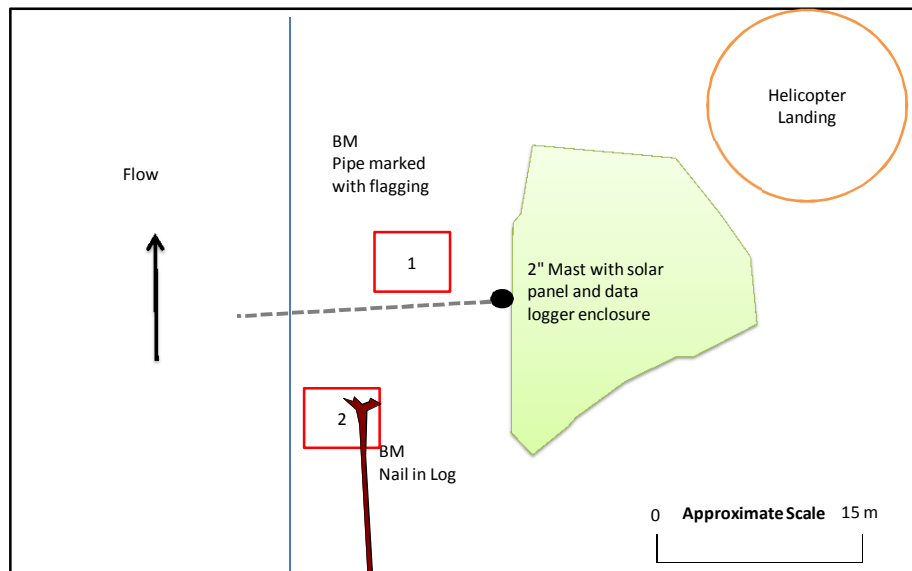 Helicopter
Landing
BM
Pipe marked
with flagging
Flow
1
2" Mast with solar
panel and data
logger enclosure
2
BM
Nail in Log
0 Approximate Scale 15 m